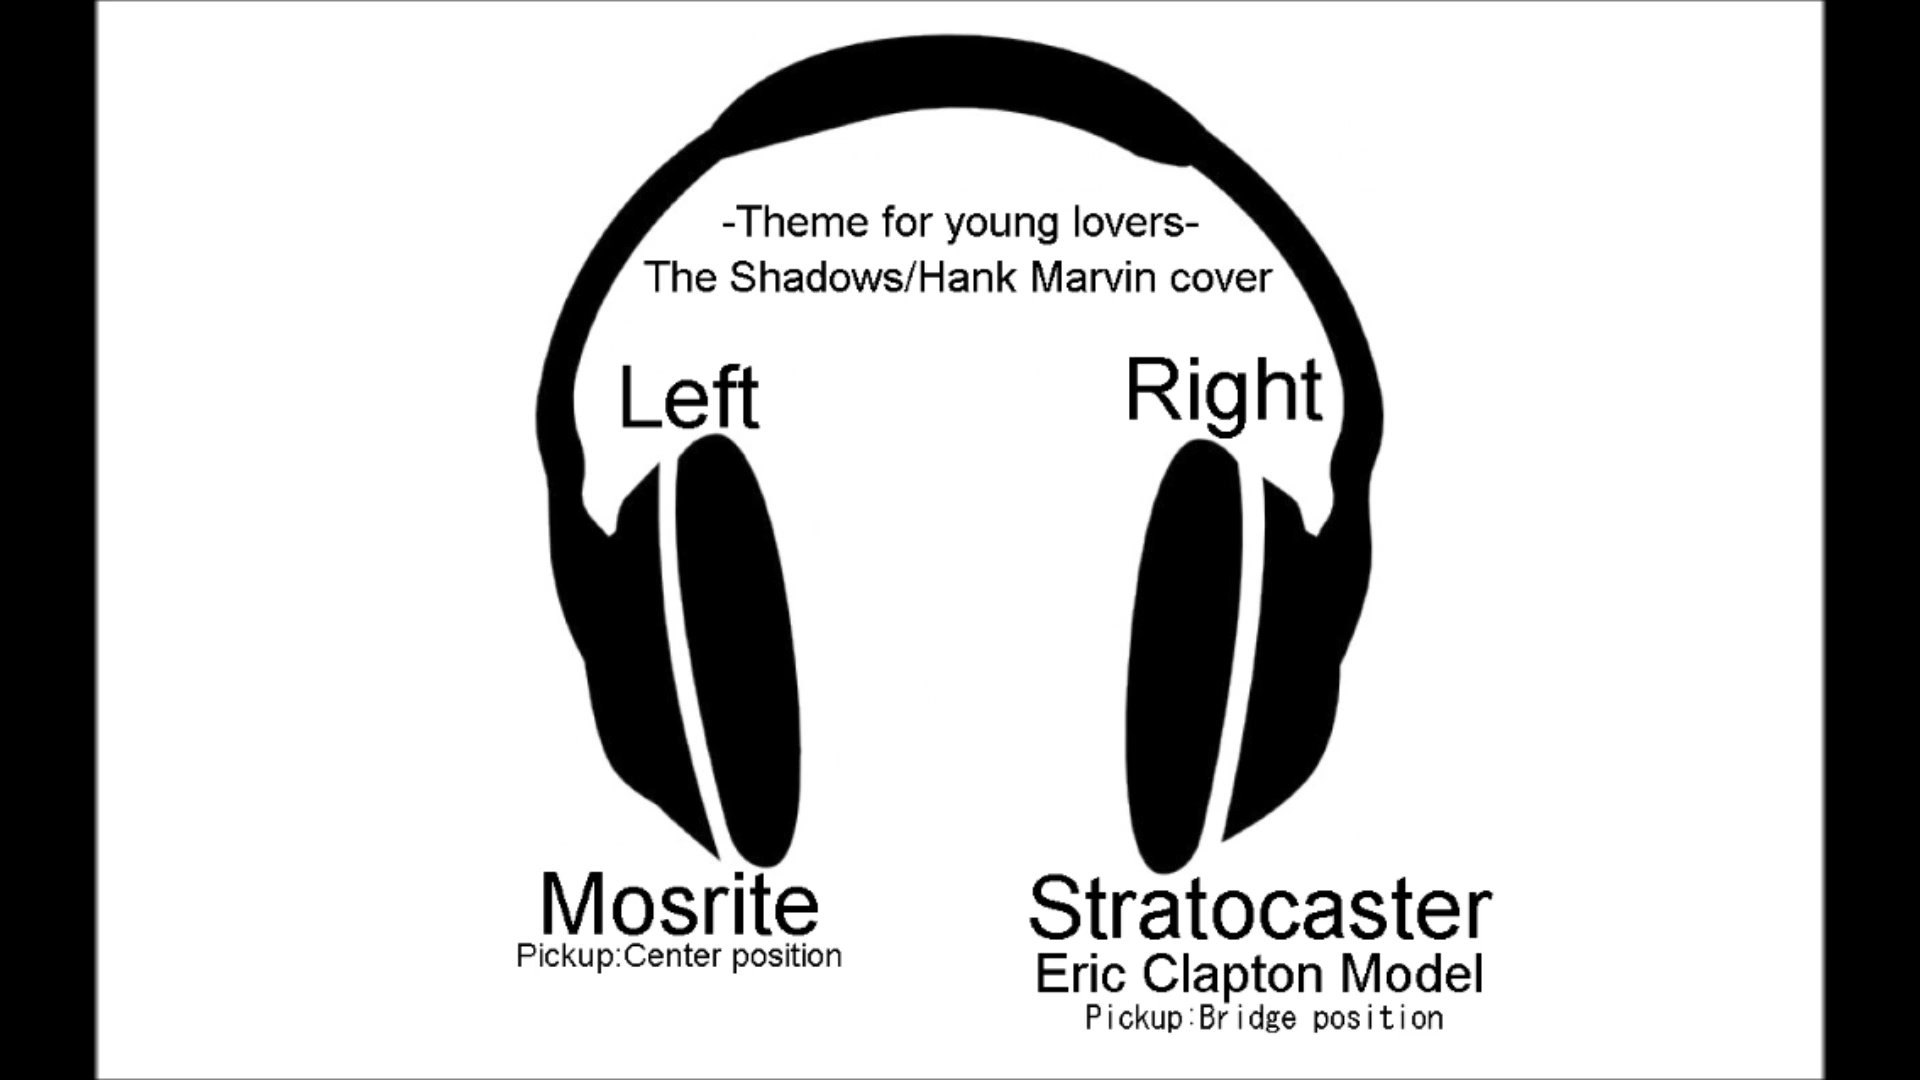 -Theme for young lovers-
The Shadows/Hank Marvin cover
Left
Right
Mosrite
Pickup:Center position
Stratocaster
Eric Clapton Model
Pickup:Bridge position